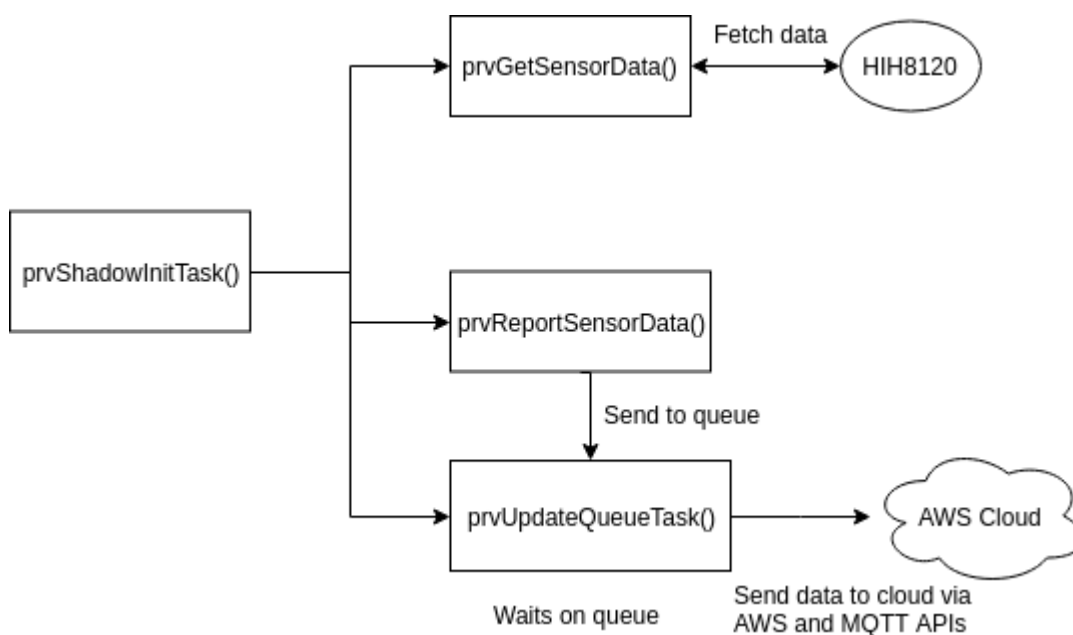 Fetch data
prvGetSensorData()
HIH8120
prvShadowInitTask()
prvReportSensorData()
Send to queue
prvUpdateQueueTask()
AWS Cloud
Waits on queue
Send data to cloud via
AWS and MQTT APIs